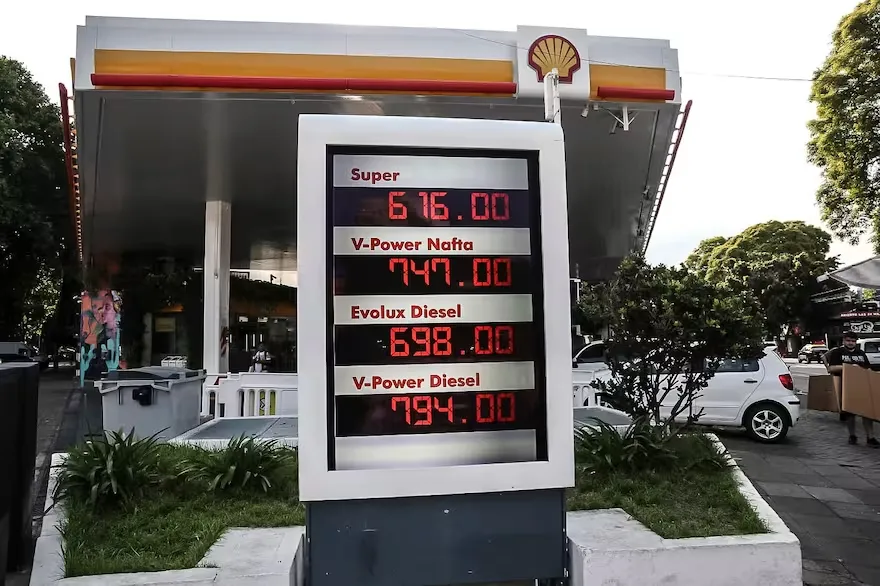 Super
616.00
V-Power Nafta
747.00
Evolux Diesel
698.00
V-Power Diesel
794.00